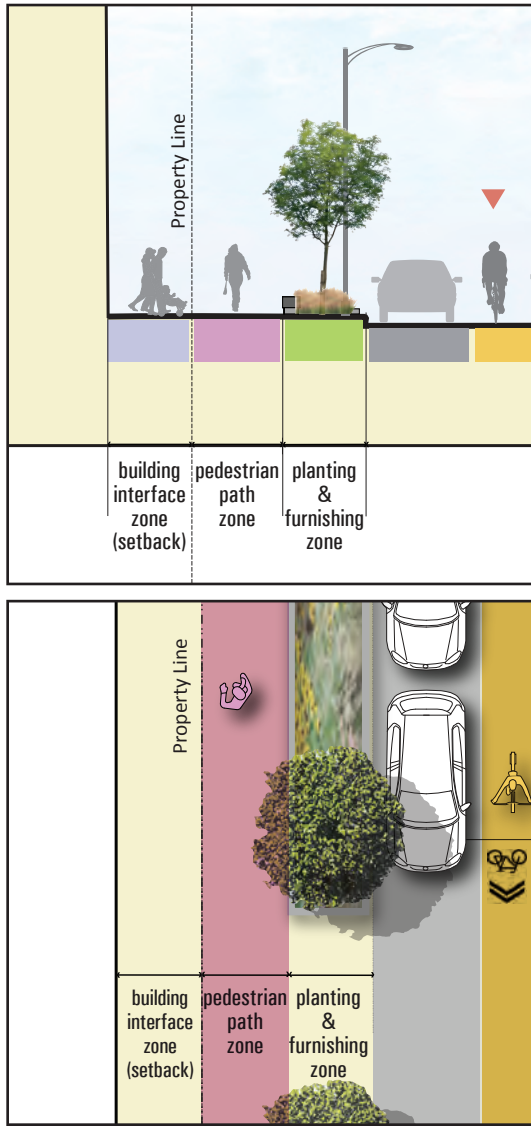 Property Line
building
interface
zone
(setback)
pedestrian
path
zone
planting
&
furnishing
zone
Property Line
building
interface
zone
(setback)
pedestrian
path
zone
planting
&
furnishing
zone